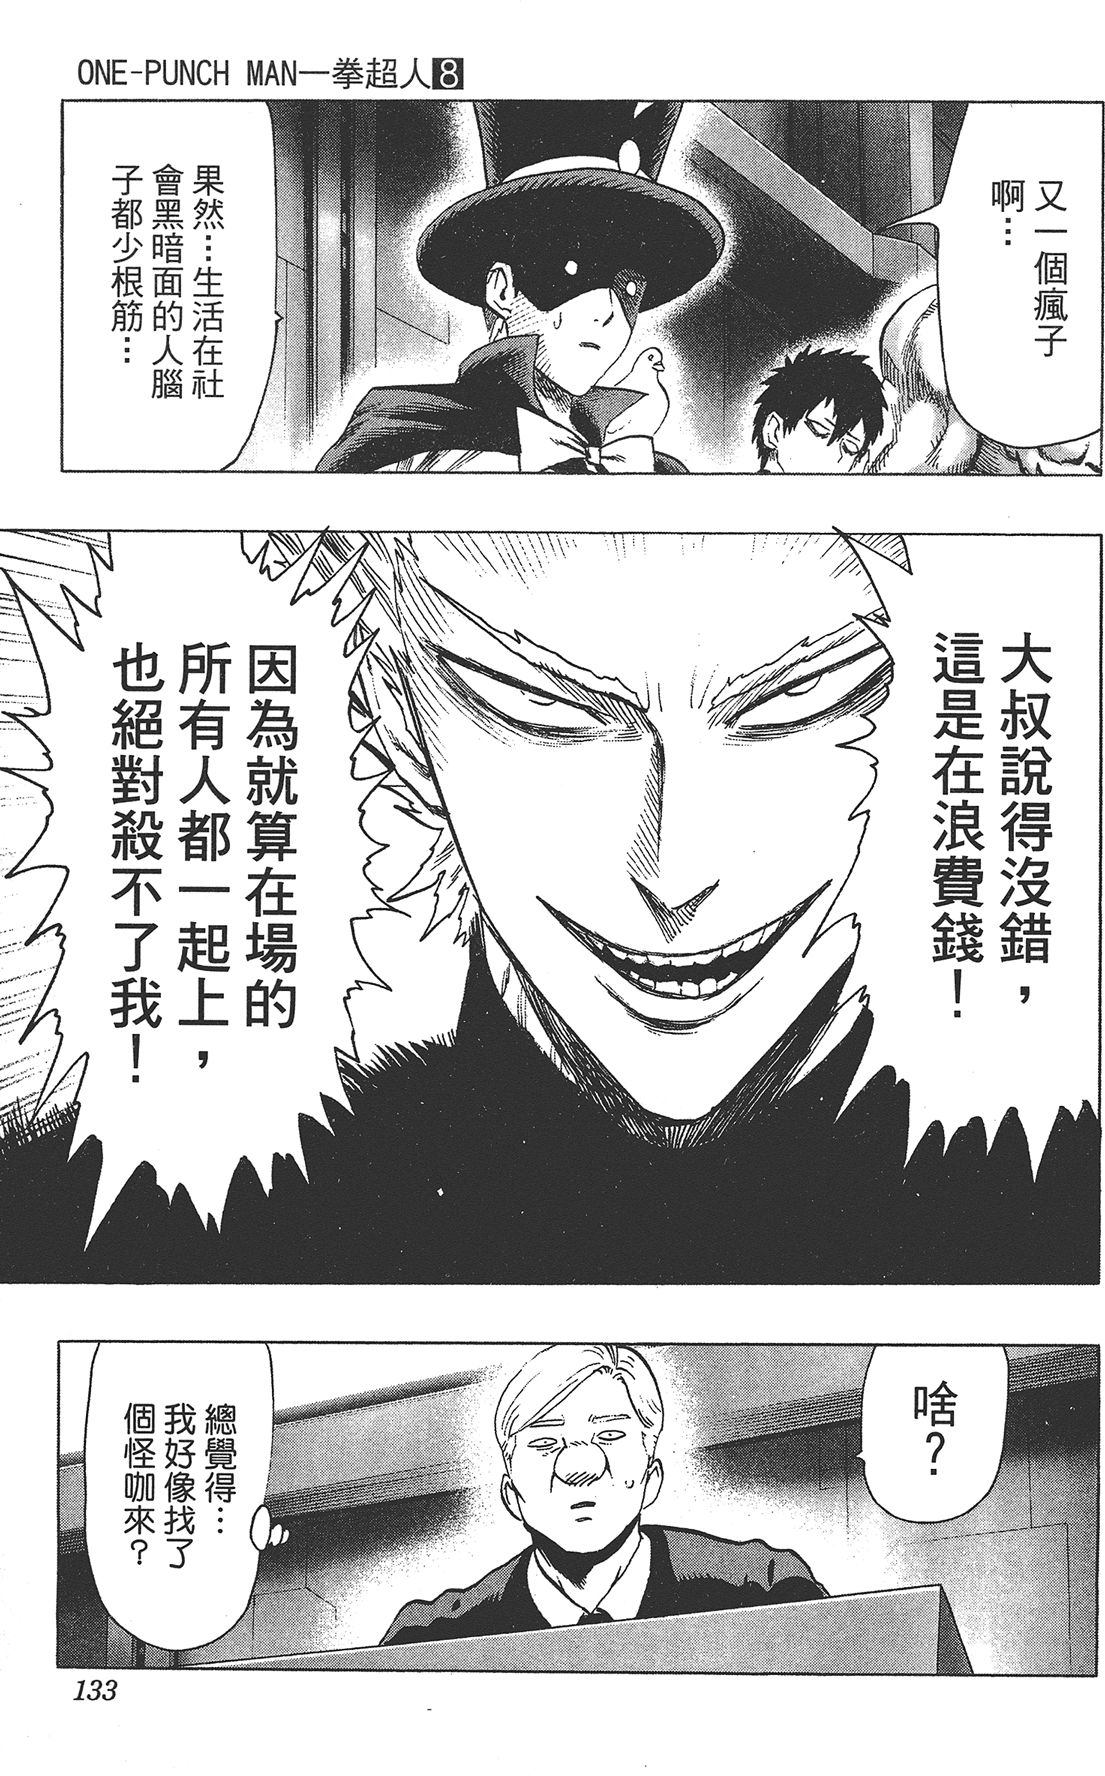 ONE-PUNCH MAN一拳超人8
又一個瘋子
啊…
果然…生活在社
會黑暗面的人腦
子都少根筋…
大叔說得沒錯，
這是在浪費錢！
因為就算在場的
所有人都一起上，
也絕對殺不了我！
啥？
總覺得…
我好像找了
個怪咖來？
133